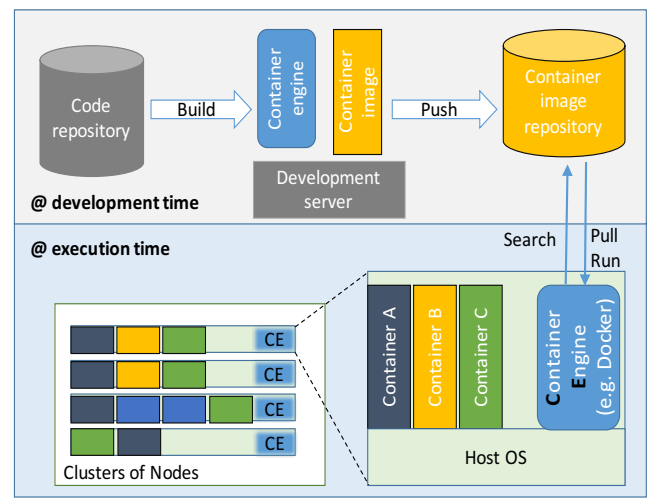 Code
repository
Build
Container
engine
Container
image
Push
Container
image
repository
Development
server
@ development time
@ execution time
Search
Pull
Run
CE
CE
CE
CE
Clusters of Nodes
Container A
Container B
Container C
Container
Engine
(e.g. Docker)
Host OS